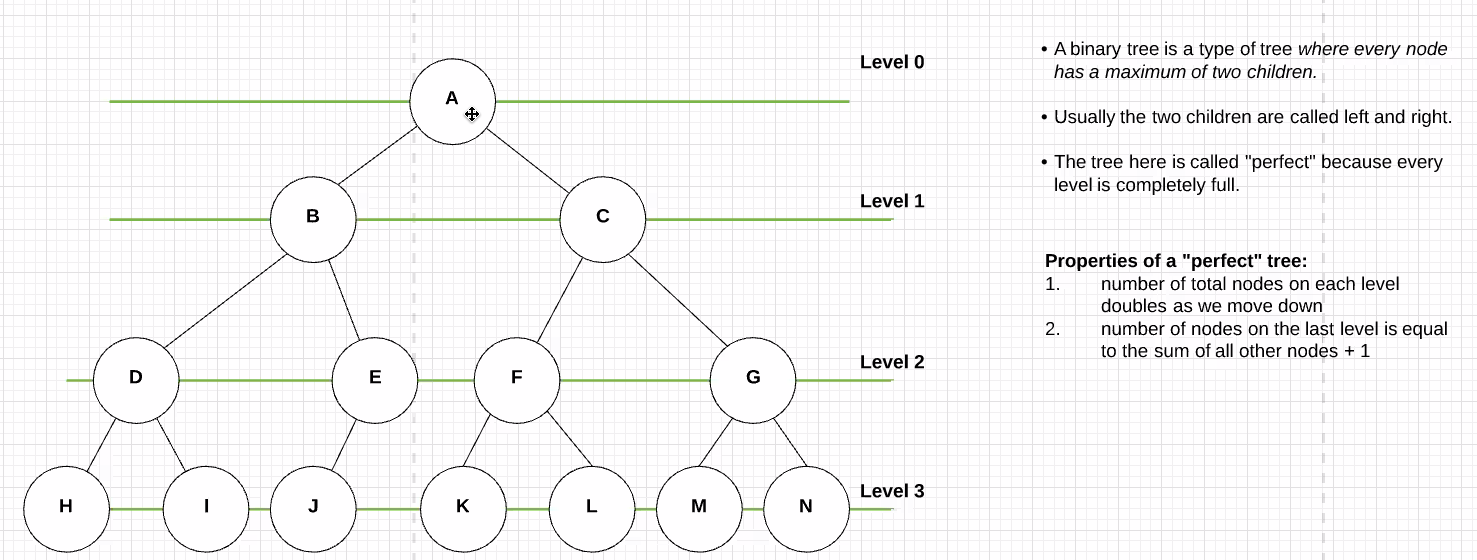 Level 0
A
Level 1
B C
Level 2
D E F G
Level 3
H I J K L M N
• A binary tree is a type of tree where every node
has a maximum of two children.
• Usually the two children are called left and right.
• The tree here is called "perfect" because every
level is completely full.
Properties of a "perfect" tree:
1. number of total nodes on each level
doubles as we move down
2. number of nodes on the last level is equal
to the sum of all other nodes + 1